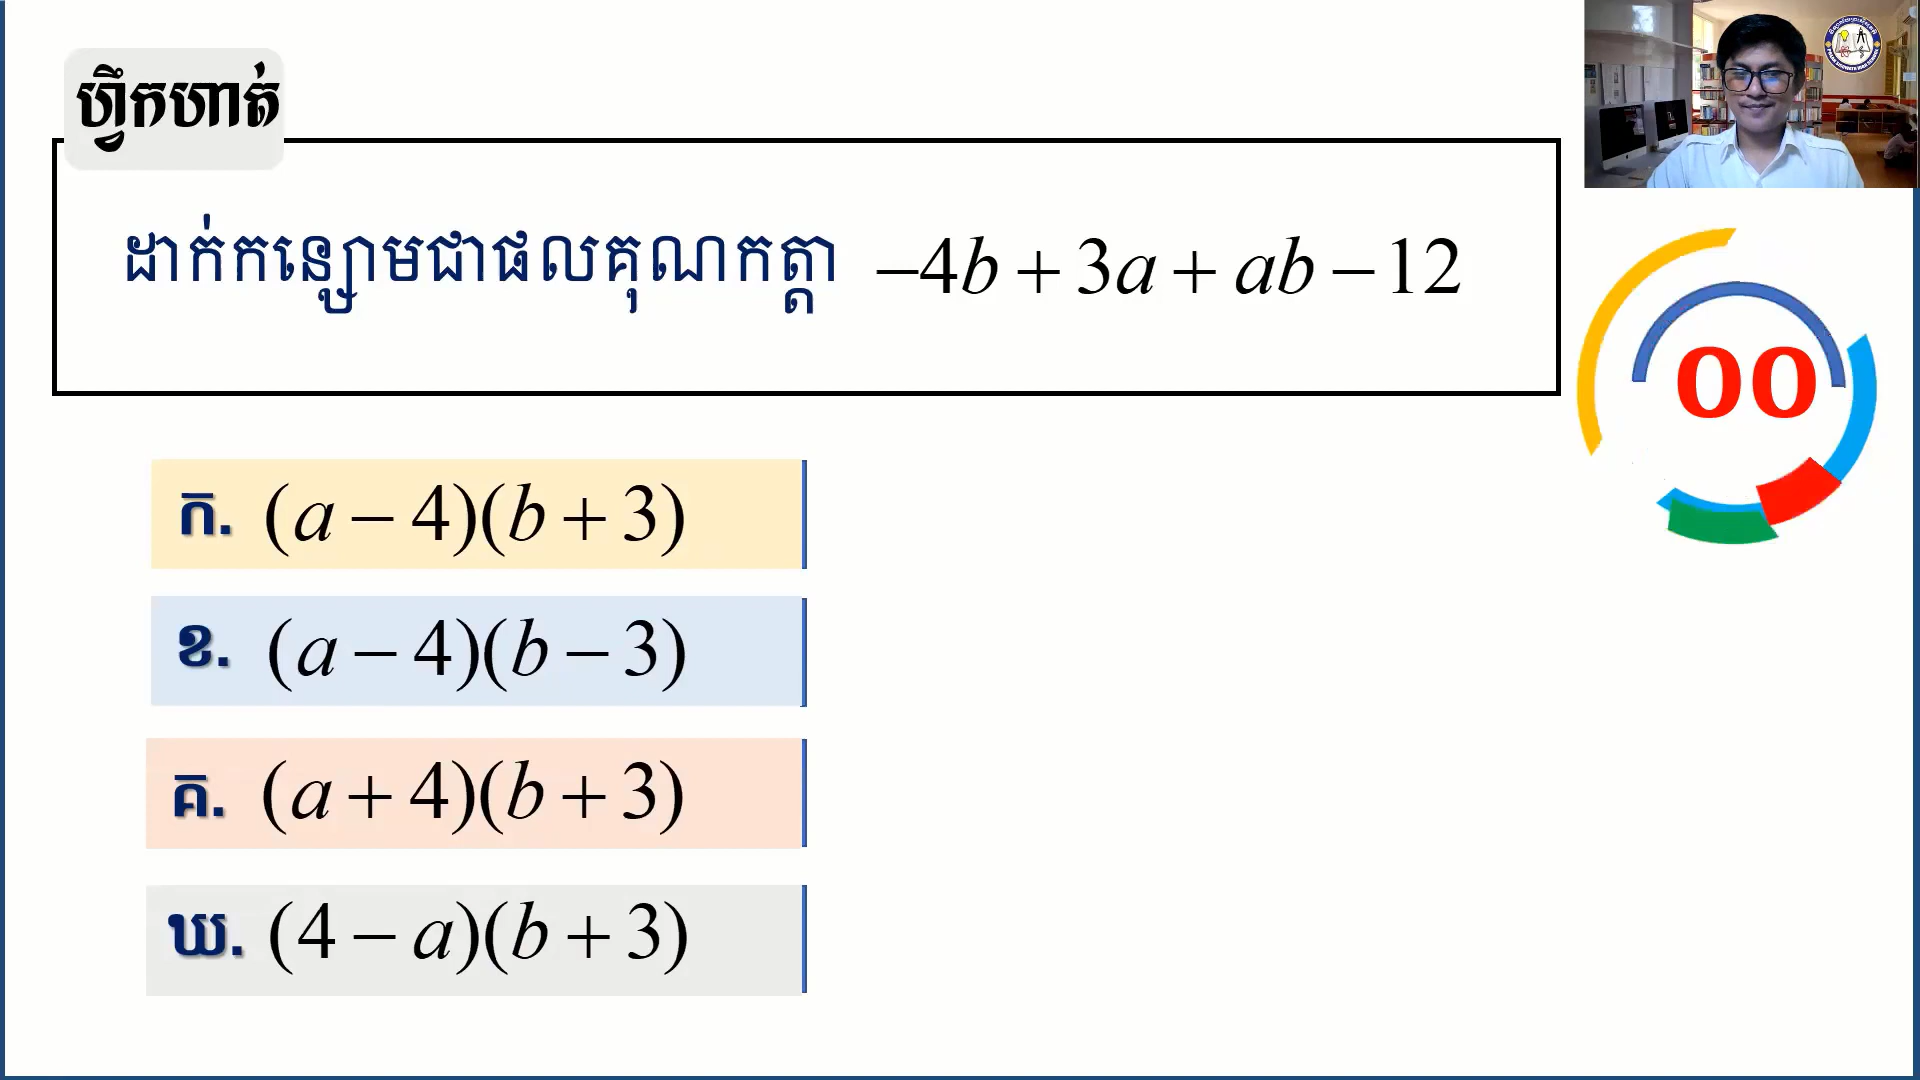 ហ្វឹកហាត់
ដាក់កន្សោមជាផលគុណកត្តា −4b + 3a + ab − 12
00
ក. (a − 4)(b + 3)
ខ. (a − 4)(b − 3)
គ. (a + 4)(b + 3)
ឃ. (4 − a)(b + 3)